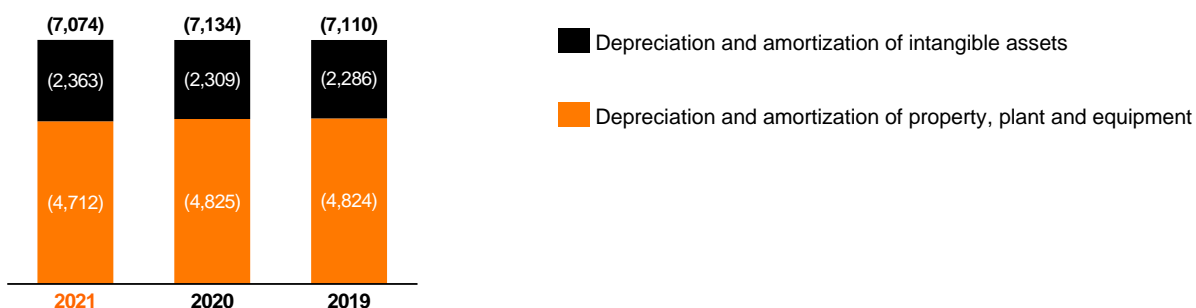 (7,074) (7,134) (7,110)
(2,363) (2,309) (2,286)
(4,712) (4,825) (4,824)
2021 2020 2019
Depreciation and amortization of intangible assets
Depreciation and amortization of property, plant and equipment